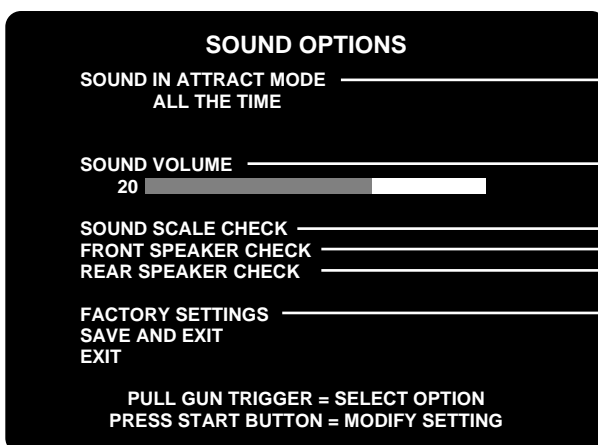 SOUND OPTIONS
SOUND IN ATTRACT MODE
ALL THE TIME
SOUND VOLUME
20
SOUND SCALE CHECK
FRONT SPEAKER CHECK
REAR SPEAKER CHECK
FACTORY SETTINGS
SAVE AND EXIT
EXIT
PULL GUN TRIGGER = SELECT OPTION
PRESS START BUTTON = MODIFY SETTING